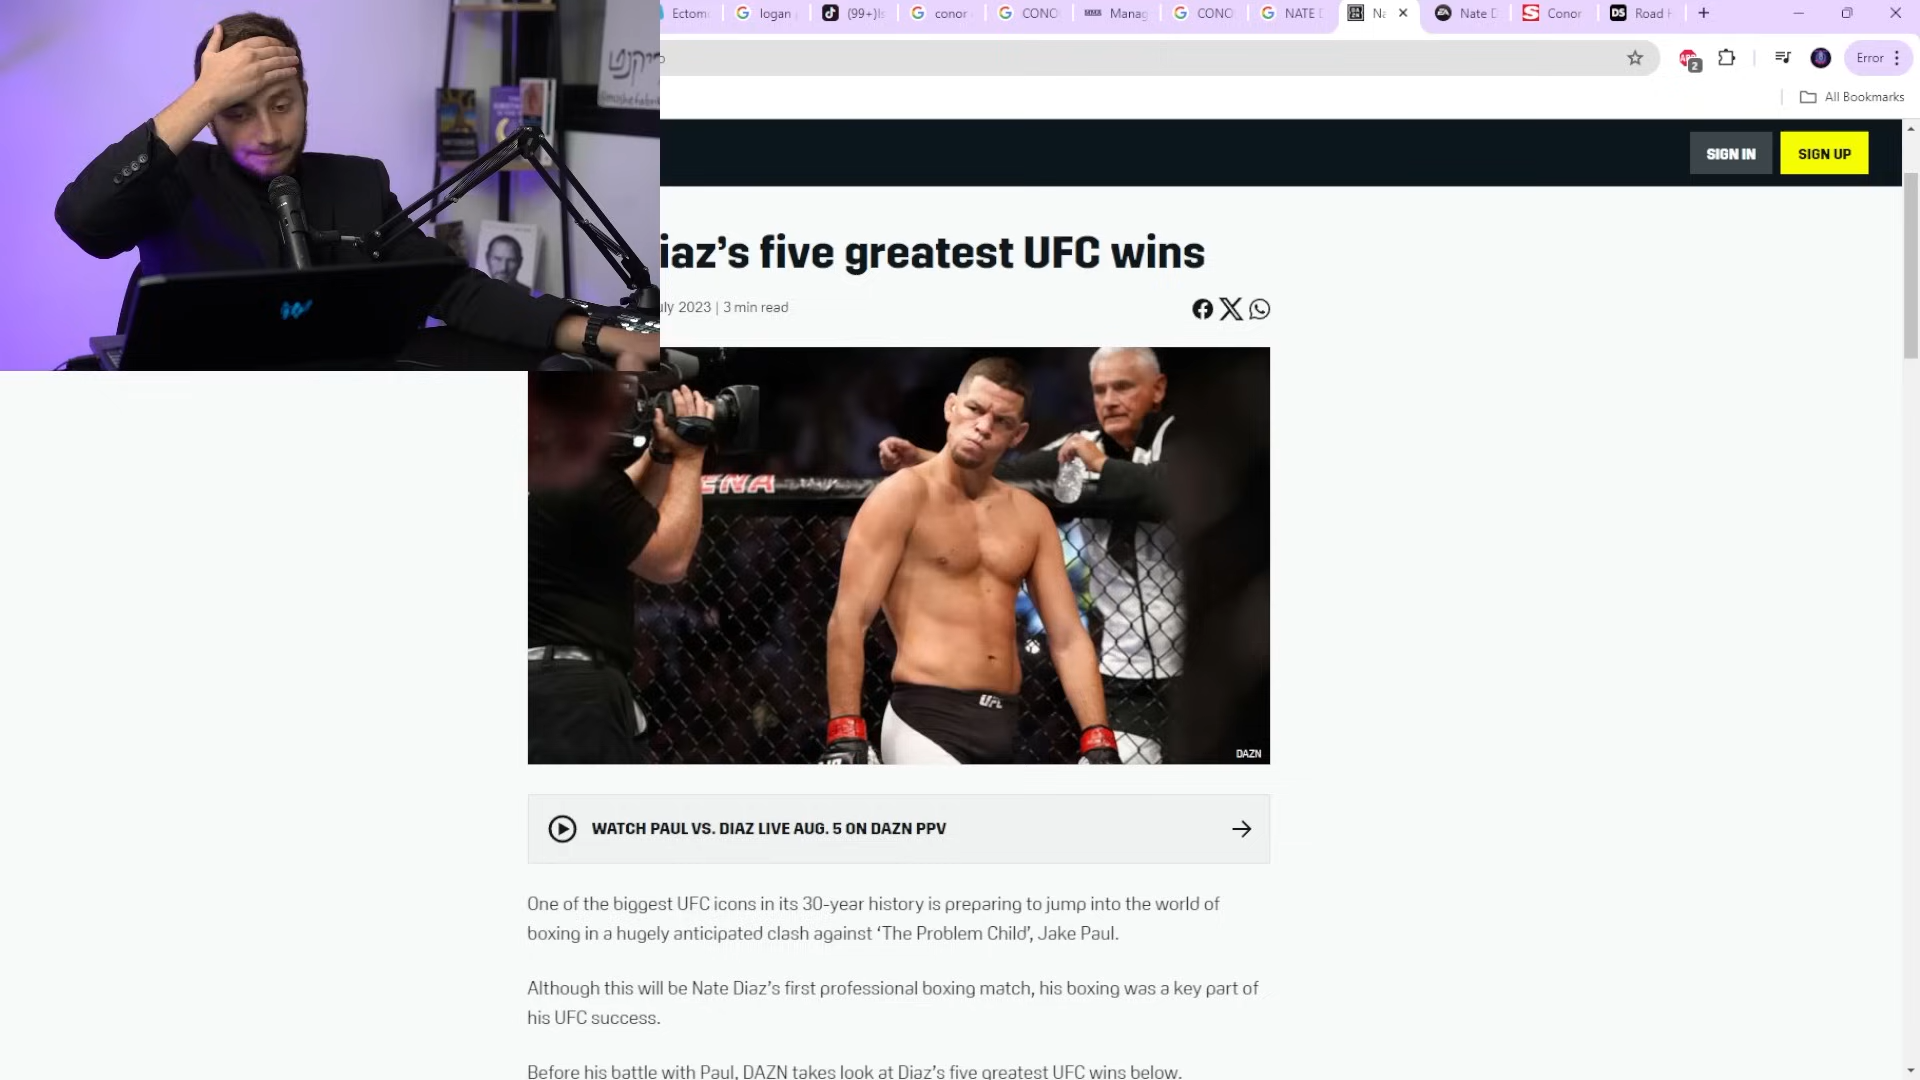 Ectom
logan
(99+)
conor
CONO
Manag
CONO
NATE D
Na
Nate D
Conor
Road H
ABP
2
Error
All Bookmarks
SIGN IN
SIGN UP
iaz’s five greatest UFC wins
uly 2023 | 3 min read
ENA
UFC
DAZN
WATCH PAUL VS. DIAZ LIVE AUG. 5 ON DAZN PPV
One of the biggest UFC icons in its 30-year history is preparing to jump into the world of
boxing in a hugely anticipated clash against ‘The Problem Child’, Jake Paul.
Although this will be Nate Diaz’s first professional boxing match, his boxing was a key part of
his UFC success.
Before his battle with Paul, DAZN takes look at Diaz’s five greatest UFC wins below.